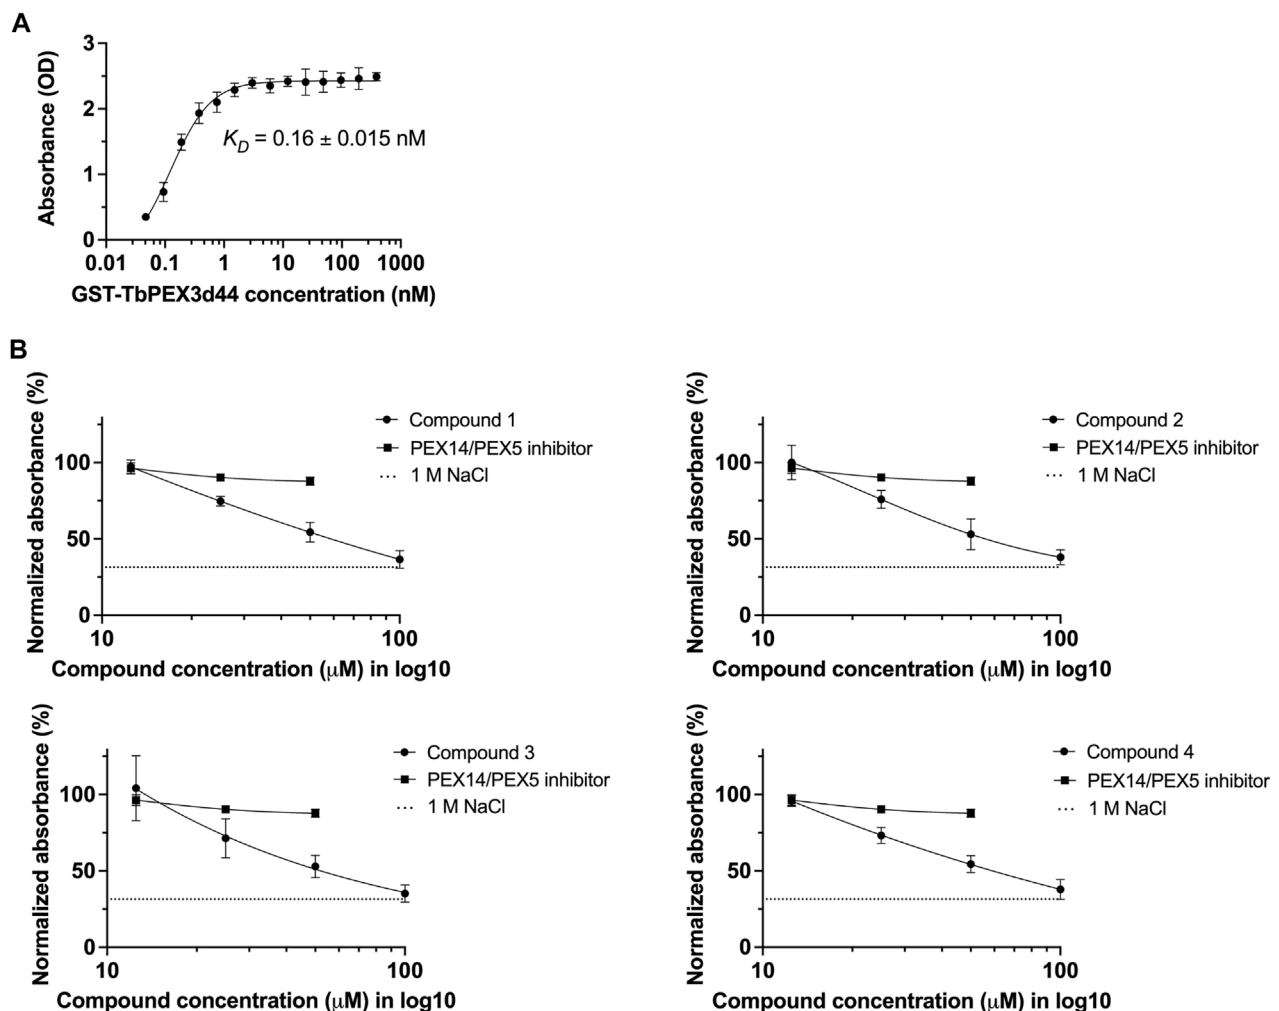 A
Absorbance (OD)
3
2
1
0
K_D = 0.16 ± 0.015 nM
0.01 0.1 1 10 100 1000
GST-TbPEX3d44 concentration (nM)
B
Normalized absorbance (%)
100
50
0
10 100
Compound concentration (μM) in log10
Compound 1
PEX14/PEX5 inhibitor
1 M NaCl
Normalized absorbance (%)
100
50
0
10 100
Compound concentration (μM) in log10
Compound 2
PEX14/PEX5 inhibitor
1 M NaCl
Normalized absorbance (%)
100
50
0
10 100
Compound concentration (μM) in log10
Compound 3
PEX14/PEX5 inhibitor
1 M NaCl
Normalized absorbance (%)
100
50
0
10 100
Compound concentration (μM) in log10
Compound 4
PEX14/PEX5 inhibitor
1 M NaCl